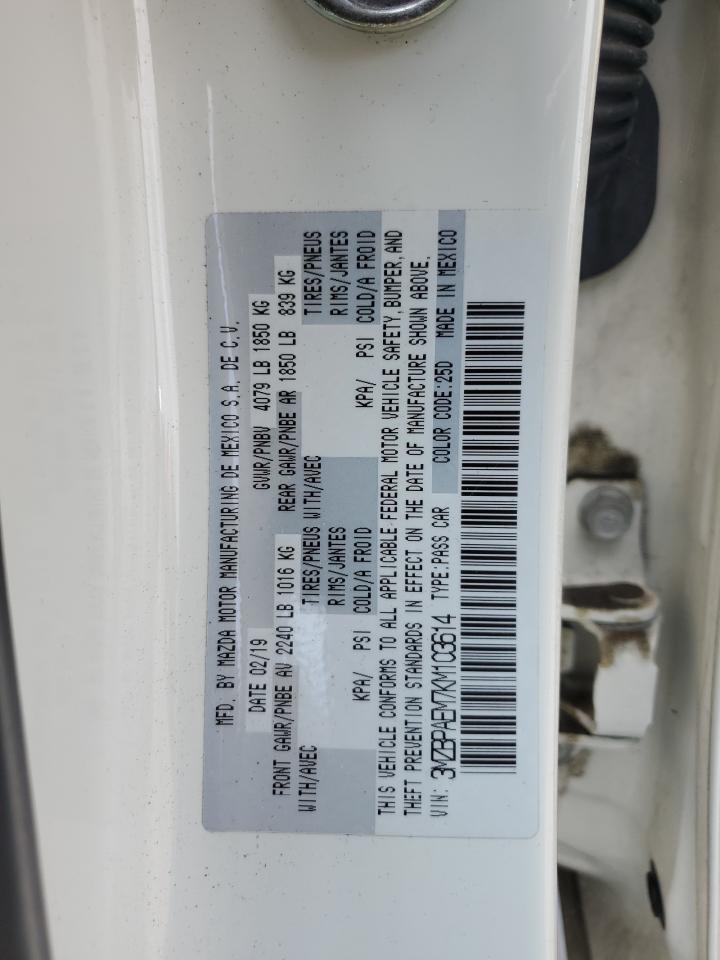 MFD. BY MAZDA MOTOR MANUFACTURING DE MEXICO S.A. DE C.V.
DATE 02/19 GVWR/PNBV 4079 LB 1850 KG
FRONT GAWR/PNBE AV 2240 LB 1016 KG REAR GAWR/PNBE AR 1850 LB 839 KG
WITH/AVEC TIRES/PNEUS WITH/AVEC TIRES/PNEUS
RIMS/JANTES RIMS/JANTES
KPA/ PSI COLD/A FROID KPA/ PSI COLD/A FROID
THIS VEHICLE CONFORMS TO ALL APPLICABLE FEDERAL MOTOR VEHICLE SAFETY, BUMPER, AND
THEFT PREVENTION STANDARDS IN EFFECT ON THE DATE OF MANUFACTURE SHOWN ABOVE.
VIN: 3MZBPAEM7KM103614 TYPE:PASS CAR COLOR CODE:25D MADE IN MEXICO